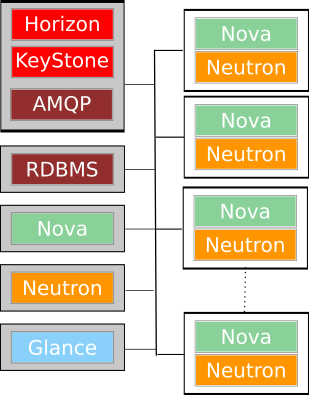 Horizon
KeyStone
AMQP
RDBMS
Nova
Neutron
Glance
Nova
Neutron
Nova
Neutron
Nova
Neutron
Nova
Neutron